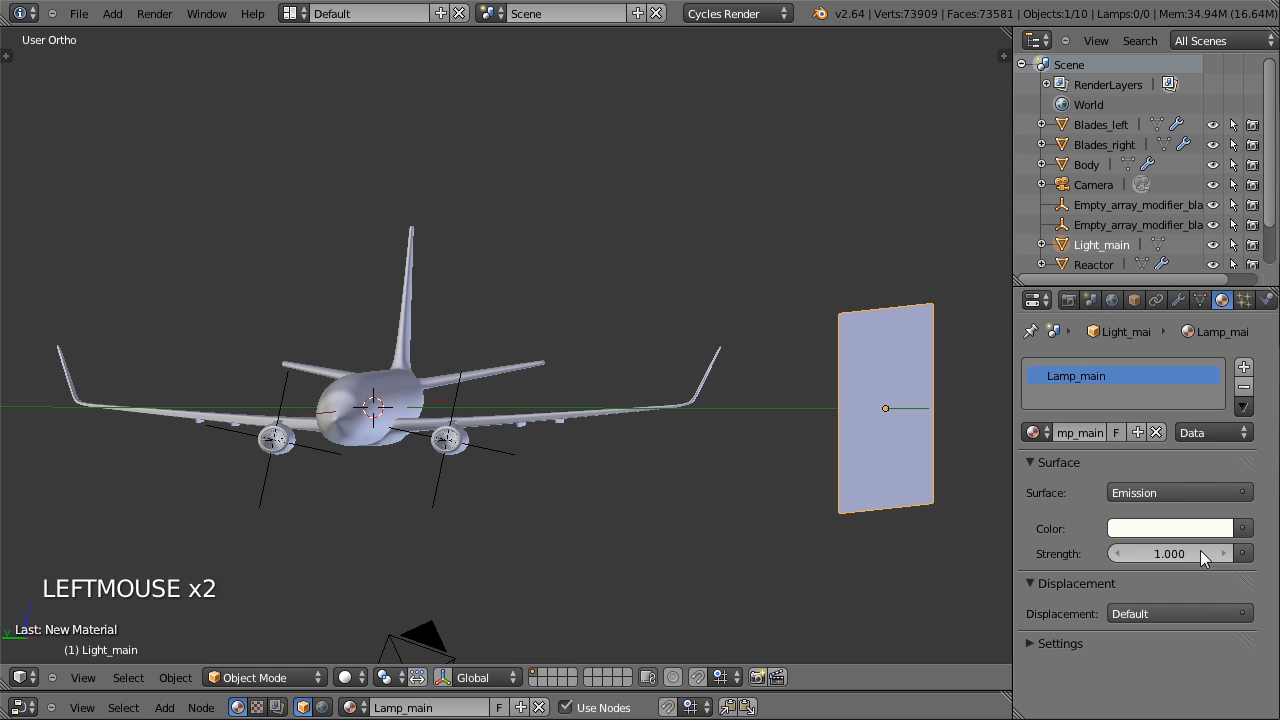 File Add Render Window Help Default Scene Cycles Render v2.64 | Verts:73909 | Faces:73581 | Objects:1/10 | Lamps:0/0 | Mem:34.94M (16.64M)
User Ortho
View Search All Scenes
Scene
RenderLayers
World
Blades_left
Blades_right
Body
Camera
Empty_array_modifier_bla
Empty_array_modifier_bla
Light_main
Reactor
Light_mai Lamp_mai
Lamp_main
mp_main F Data
Surface
Surface: Emission
Color:
Strength: 1.000
Displacement
Displacement: Default
Settings
LEFTMOUSE x2
Last: New Material
(1) Light_main
View Select Object Object Mode Global
View Select Add Node Lamp_main F Use Nodes